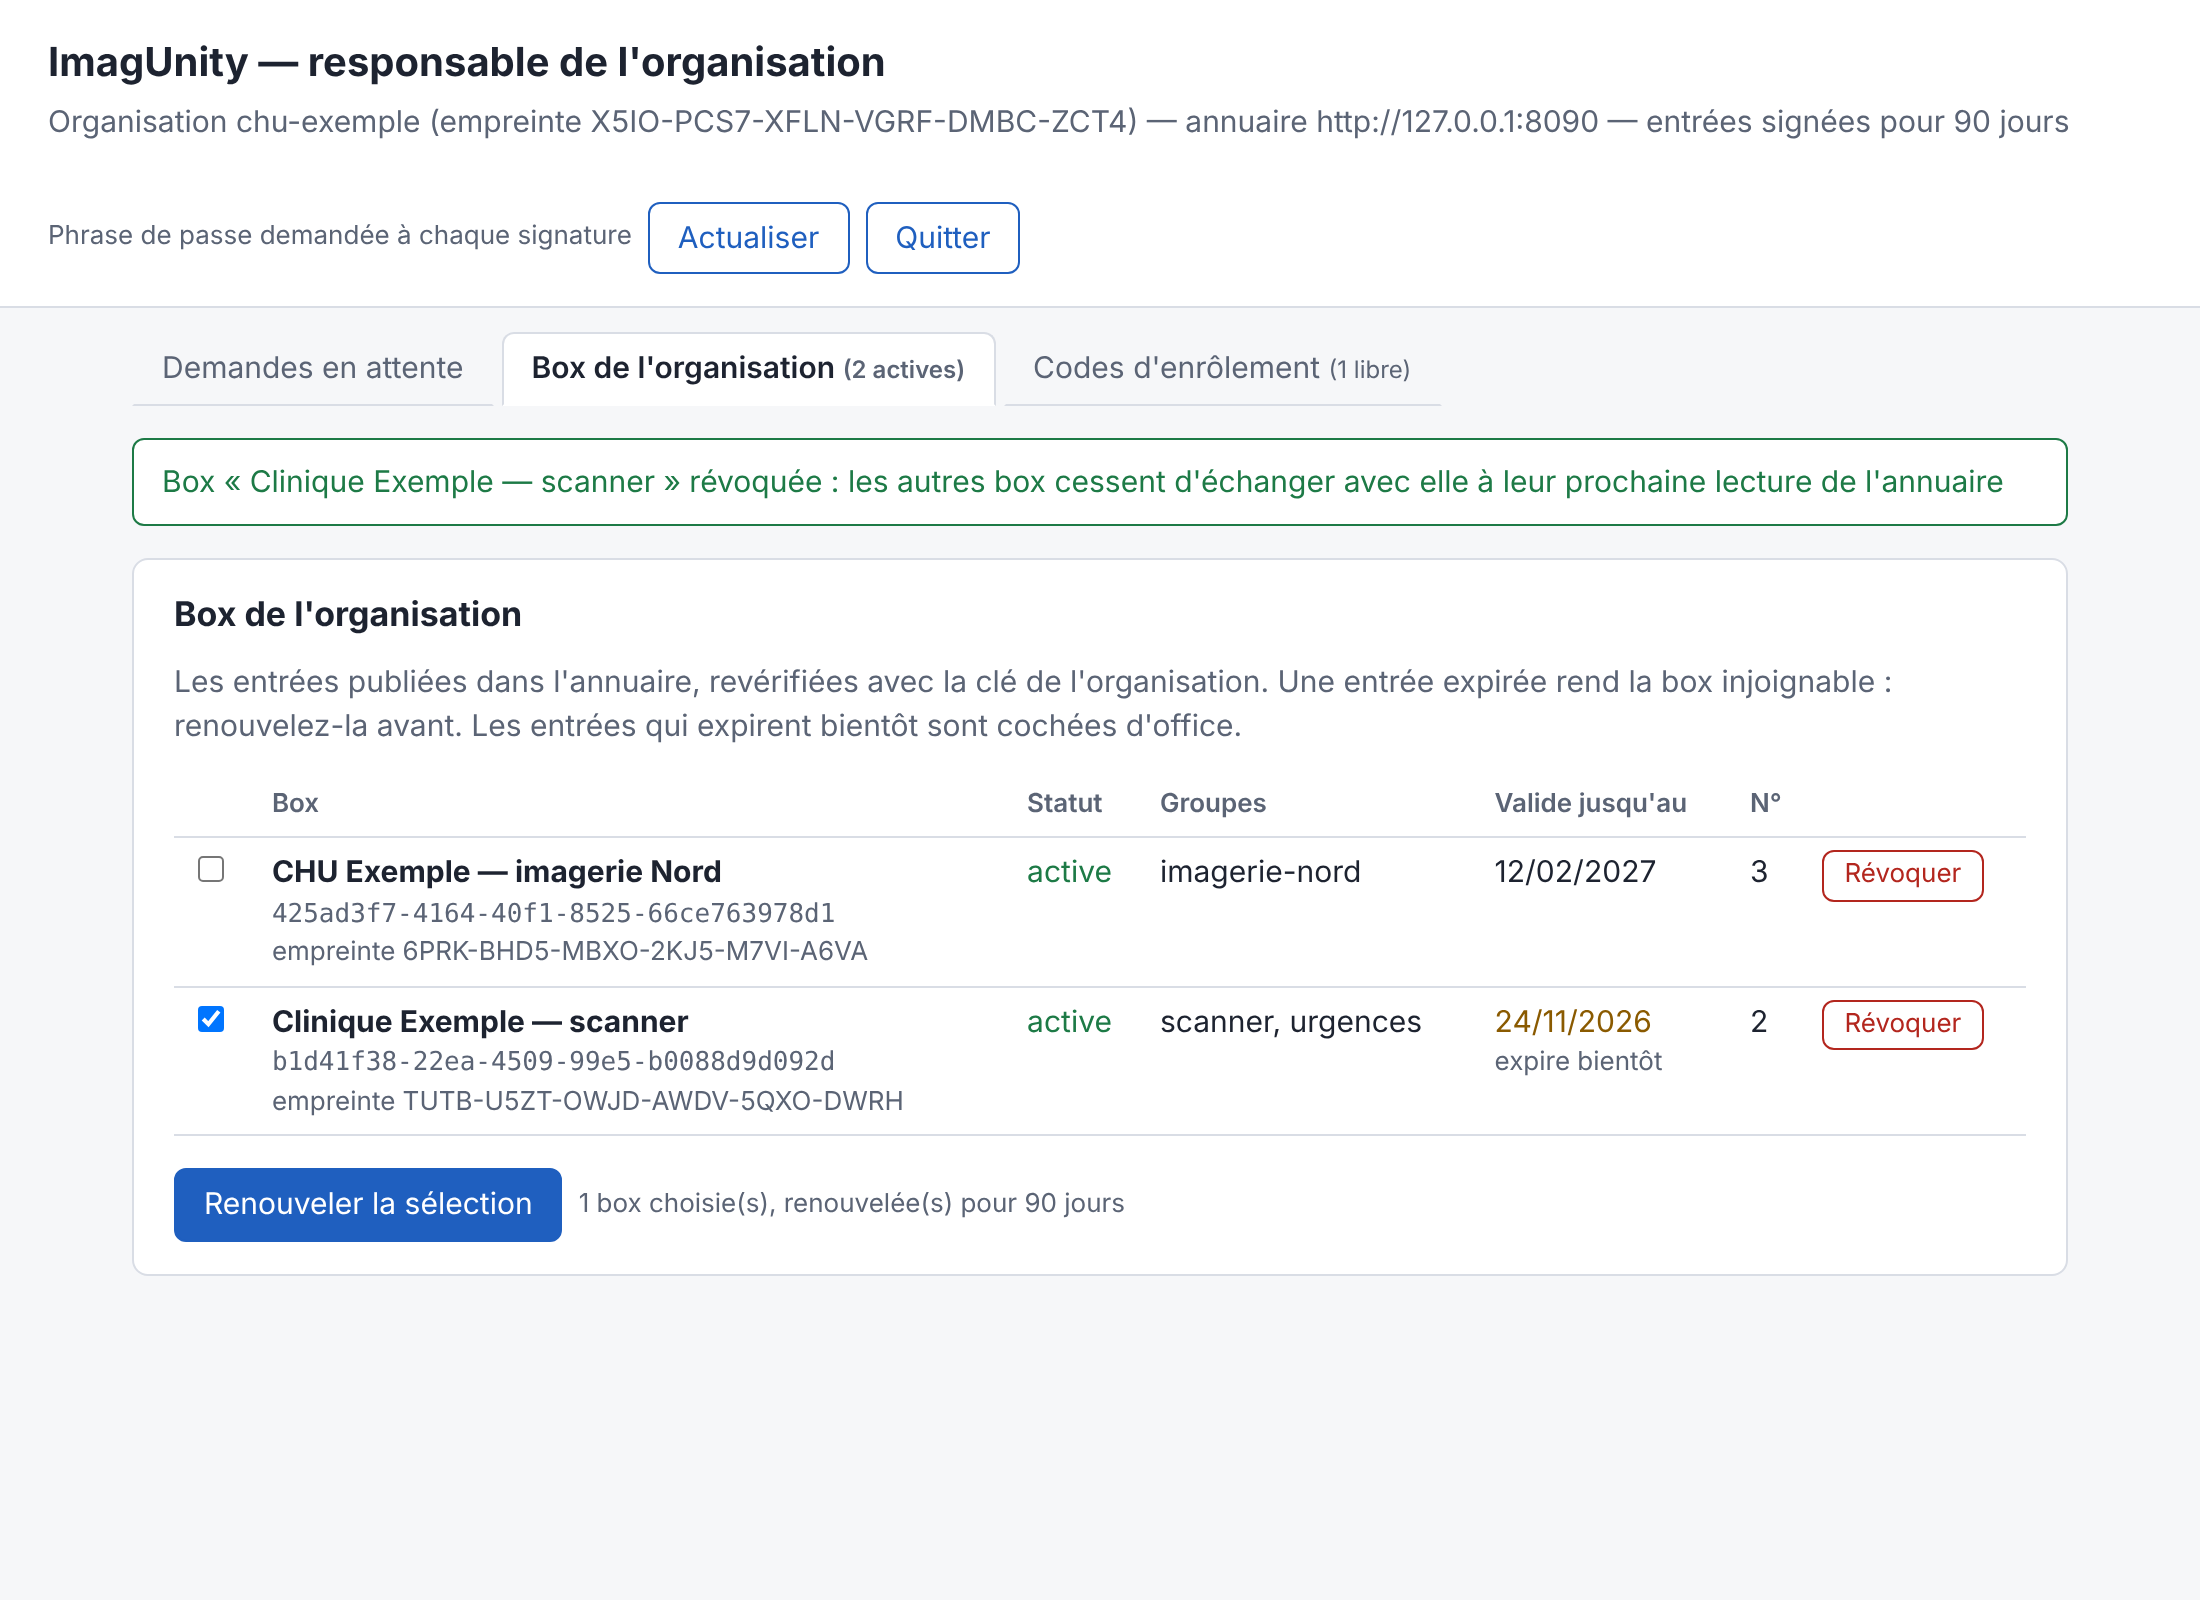 ImagUnity — responsable de l'organisation
Organisation chu-exemple (empreinte X5IO-PCS7-XFLN-VGRF-DMBC-ZCT4) — annuaire http://127.0.0.1:8090 — entrées signées pour 90 jours
Phrase de passe demandée à chaque signature Actualiser Quitter
Demandes en attente Box de l'organisation (2 actives) Codes d'enrôlement (1 libre)
Box « Clinique Exemple — scanner » révoquée : les autres box cessent d'échanger avec elle à leur prochaine lecture de l'annuaire
Box de l'organisation
Les entrées publiées dans l'annuaire, revérifiées avec la clé de l'organisation. Une entrée expirée rend la box injoignable :
renouvelez-la avant. Les entrées qui expirent bientôt sont cochées d'office.
Box Statut Groupes Valide jusqu'au N°
CHU Exemple — imagerie Nord active imagerie-nord 12/02/2027 3 Révoquer
425ad3f7-4164-40f1-8525-66ce763978d1
empreinte 6PRK-BHD5-MBXO-2KJ5-M7VI-A6VA
Clinique Exemple — scanner active scanner, urgences 24/11/2026 2 Révoquer
b1d41f38-22ea-4509-99e5-b0088d9d092d expire bientôt
empreinte TUTB-U5ZT-OWJD-AWDV-5QXO-DWRH
Renouveler la sélection 1 box choisie(s), renouvelée(s) pour 90 jours